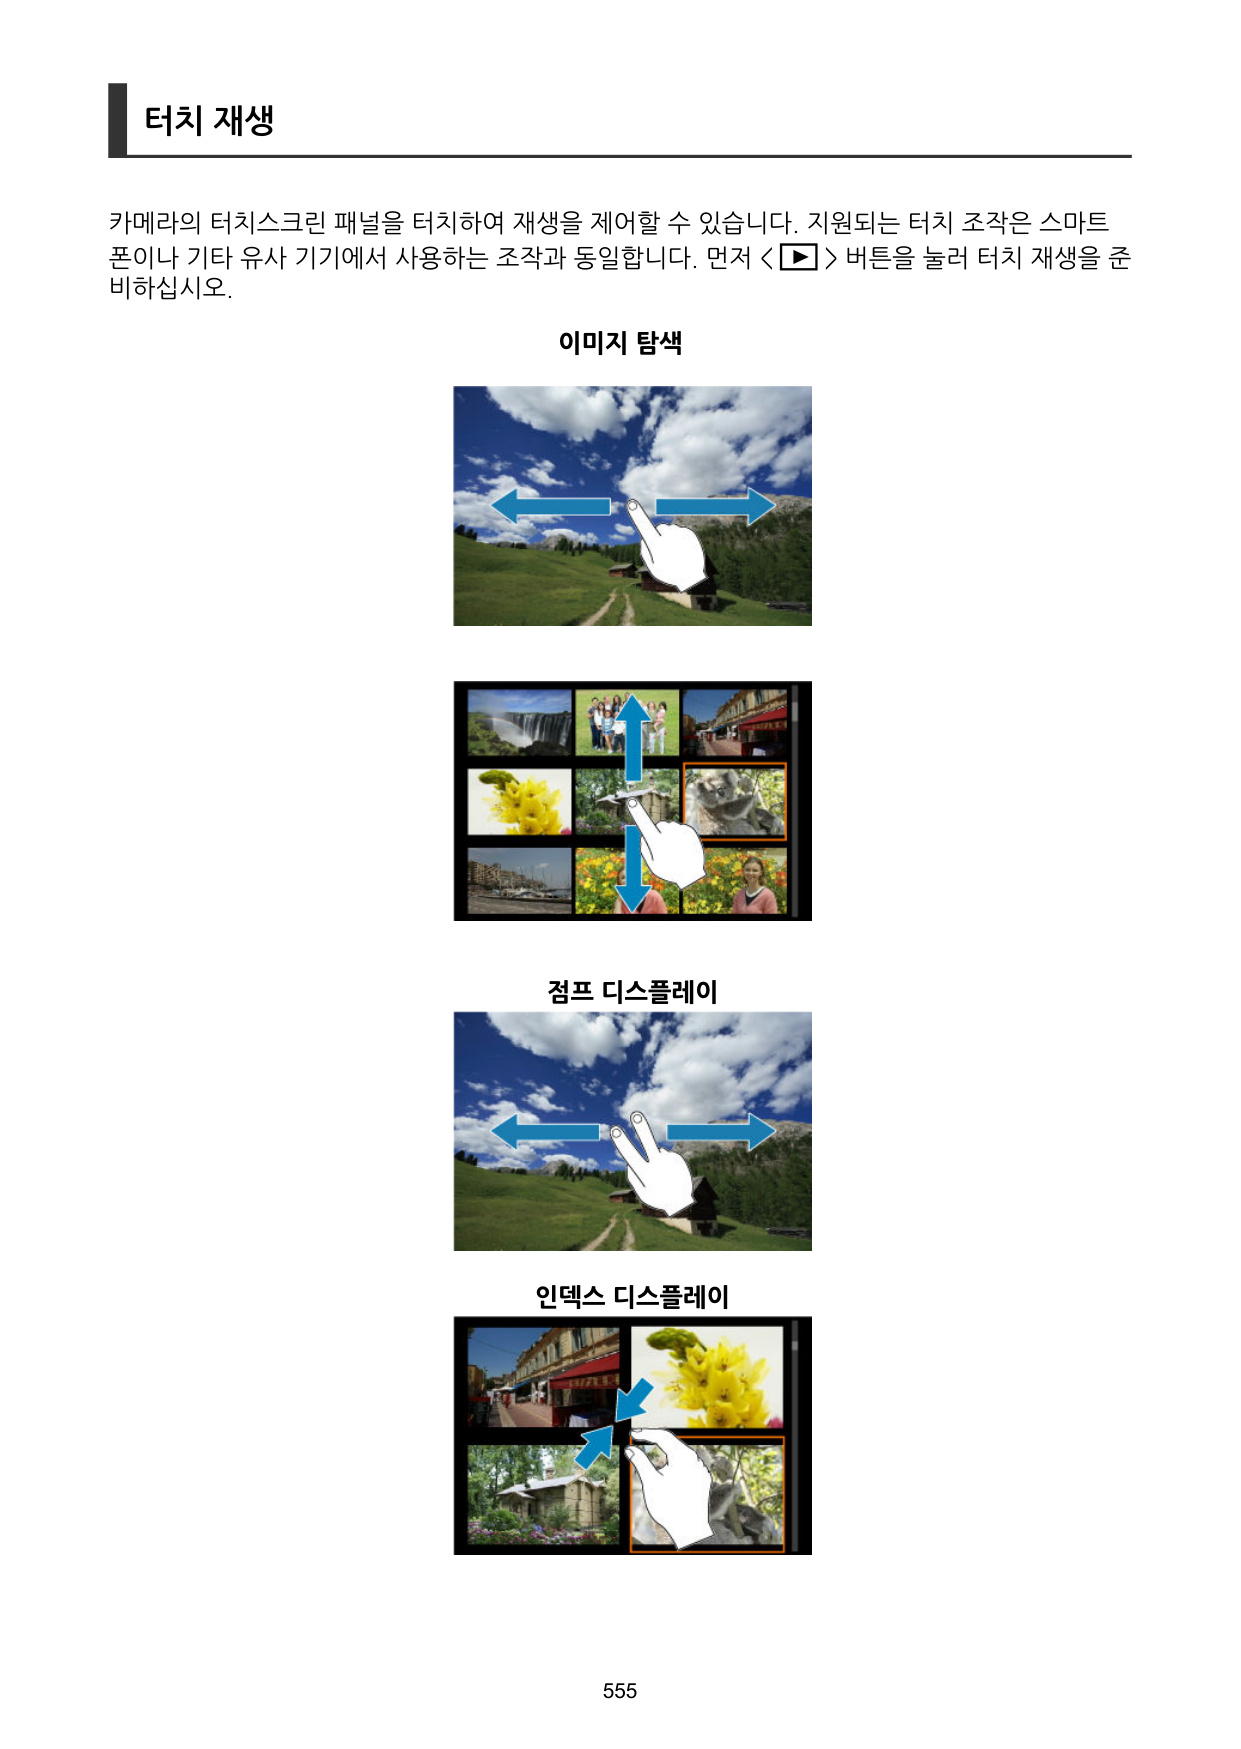 터치 재생
카메라의 터치스크린 패널을 터치하여 재생을 제어할 수 있습니다. 지원되는 터치 조작은 스마트
폰이나 기타 유사 기기에서 사용하는 조작과 동일합니다. 먼저 < ▶ > 버튼을 눌러 터치 재생을 준
비하십시오.
이미지 탐색
점프 디스플레이
인덱스 디스플레이
555